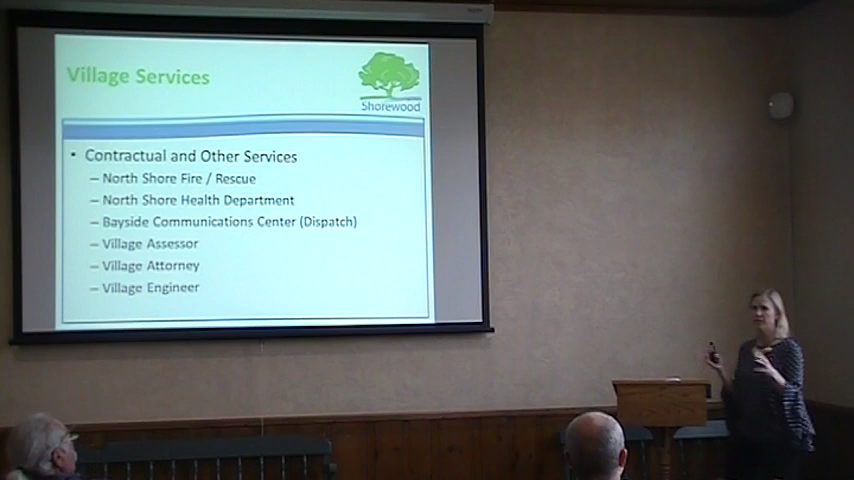 Village Services
Shorewood
• Contractual and Other Services
– North Shore Fire / Rescue
– North Shore Health Department
– Bayside Communications Center (Dispatch)
– Village Assessor
– Village Attorney
– Village Engineer